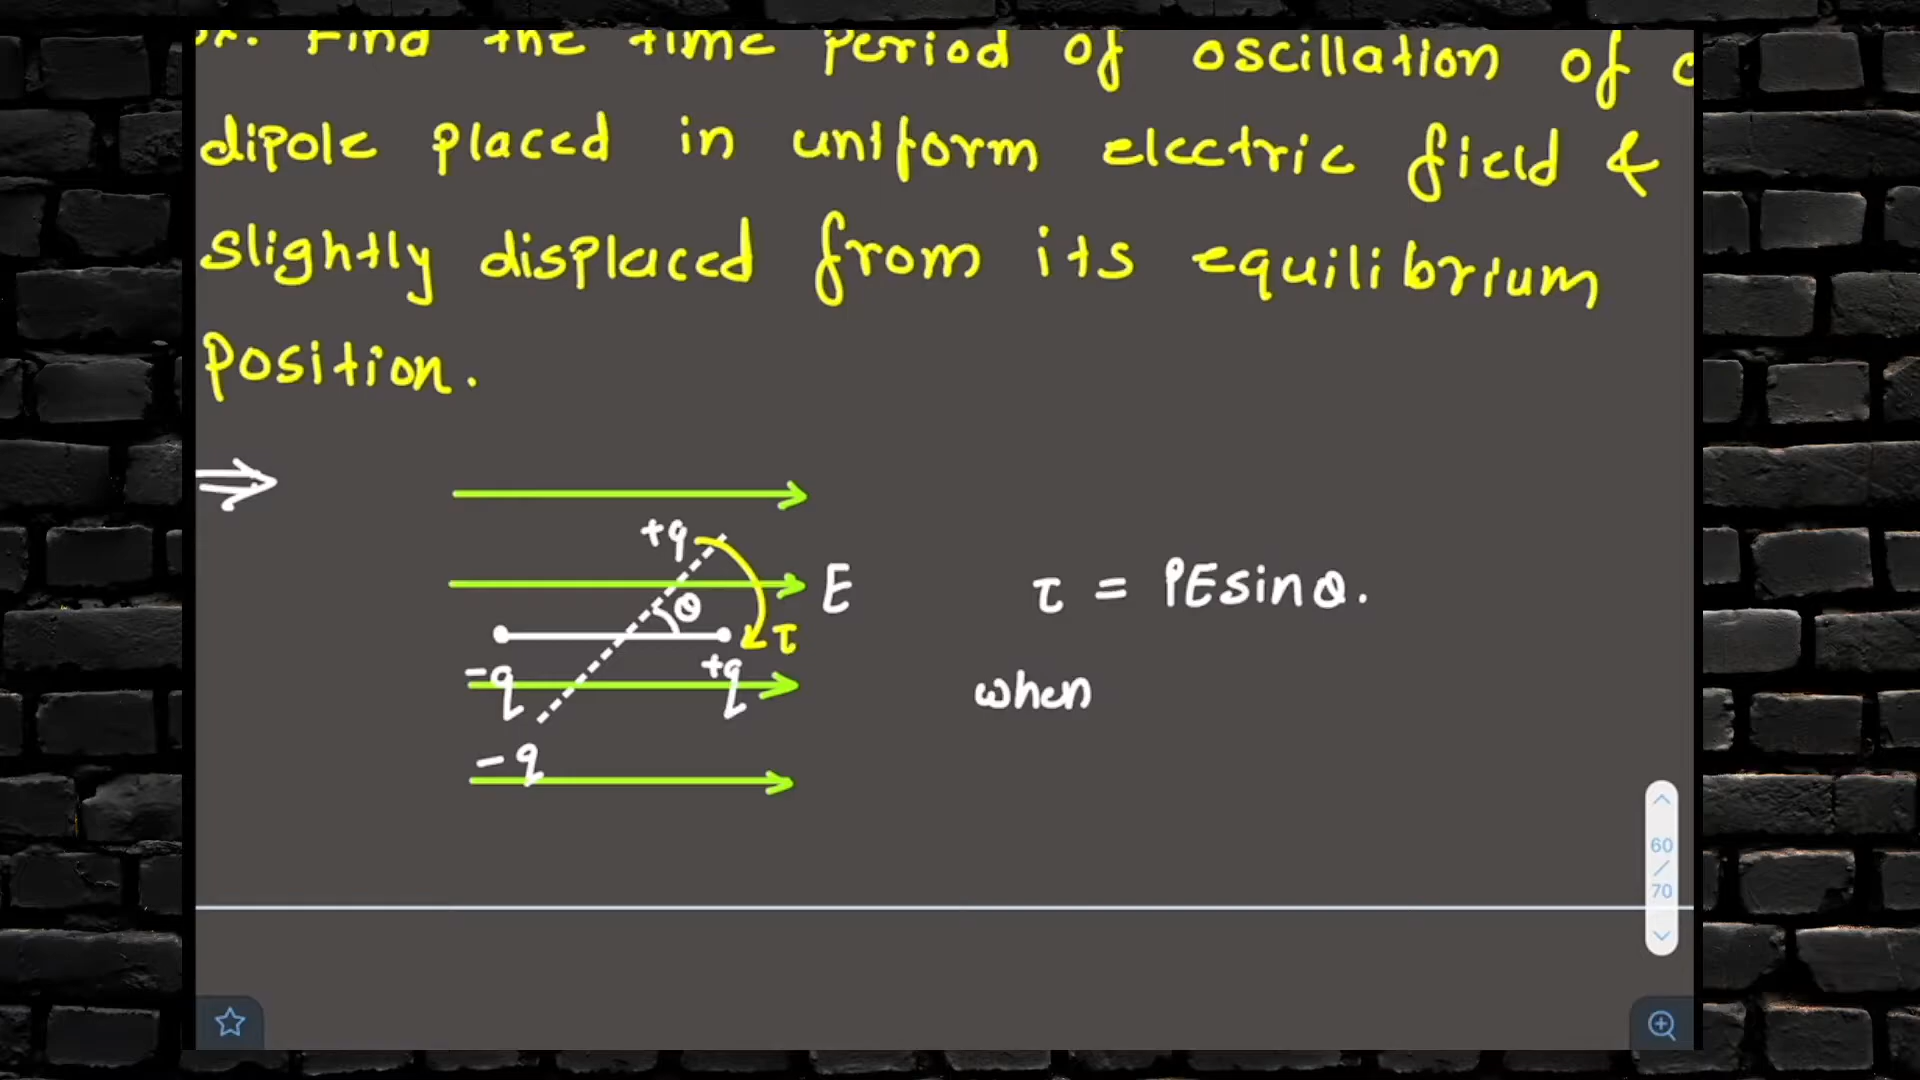 Find the time period of oscillation of
dipole placed in uniform electric field &
slightly displaced from its equilibrium
position.
⇒
+q
θ
E
τ
τ = PEsinθ.
-q
+q
when
-q
60
/
70